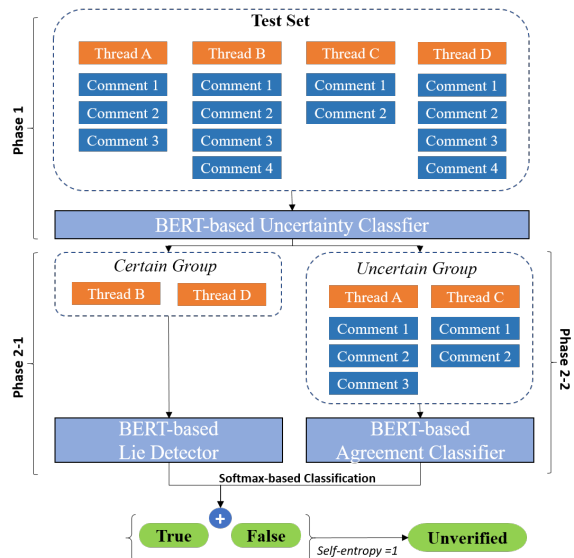 Test Set
Thread A
Thread B
Thread C
Thread D
Comment 1
Comment 1
Comment 1
Comment 1
Comment 2
Comment 2
Comment 2
Comment 2
Comment 3
Comment 3
Comment 3
Comment 4
Comment 4
Phase 1
BERT-based Uncertainty Classfier
Certain Group
Thread B
Thread D
Uncertain Group
Thread A
Thread C
Comment 1
Comment 1
Comment 2
Comment 2
Comment 3
Phase 2-1
Phase 2-2
BERT-based
Lie Detector
BERT-based
Agreement Classifier
Softmax-based Classification
+
True
False
Self-entropy =1
Unverified